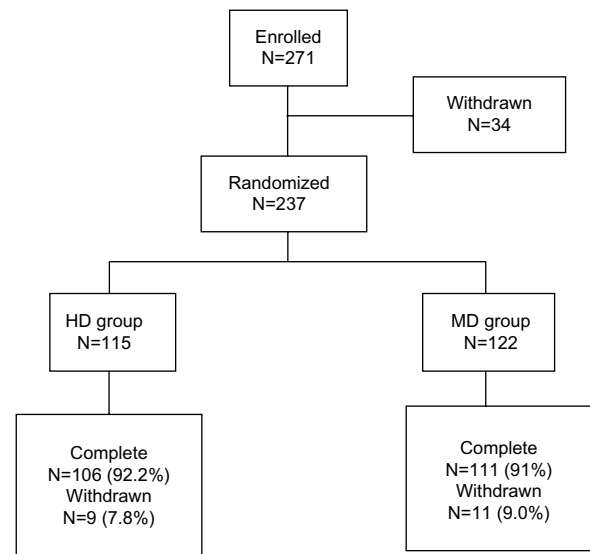 Enrolled
N=271
Withdrawn
N=34
Randomized
N=237
HD group
N=115
MD group
N=122
Complete
N=106 (92.2%)
Withdrawn
N=9 (7.8%)
Complete
N=111 (91%)
Withdrawn
N=11 (9.0%)